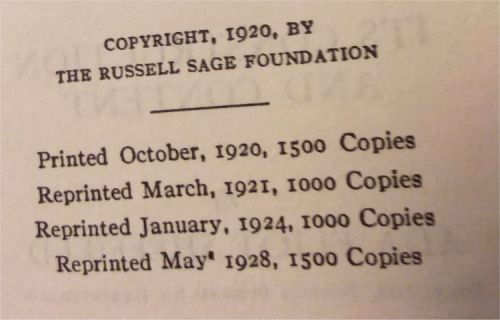 COPYRIGHT, 1920, BY
THE RUSSELL SAGE FOUNDATION
Printed October, 1920, 1500 Copies
Reprinted March, 1921, 1000 Copies
Reprinted January, 1924, 1000 Copies
Reprinted May 1928, 1500 Copies